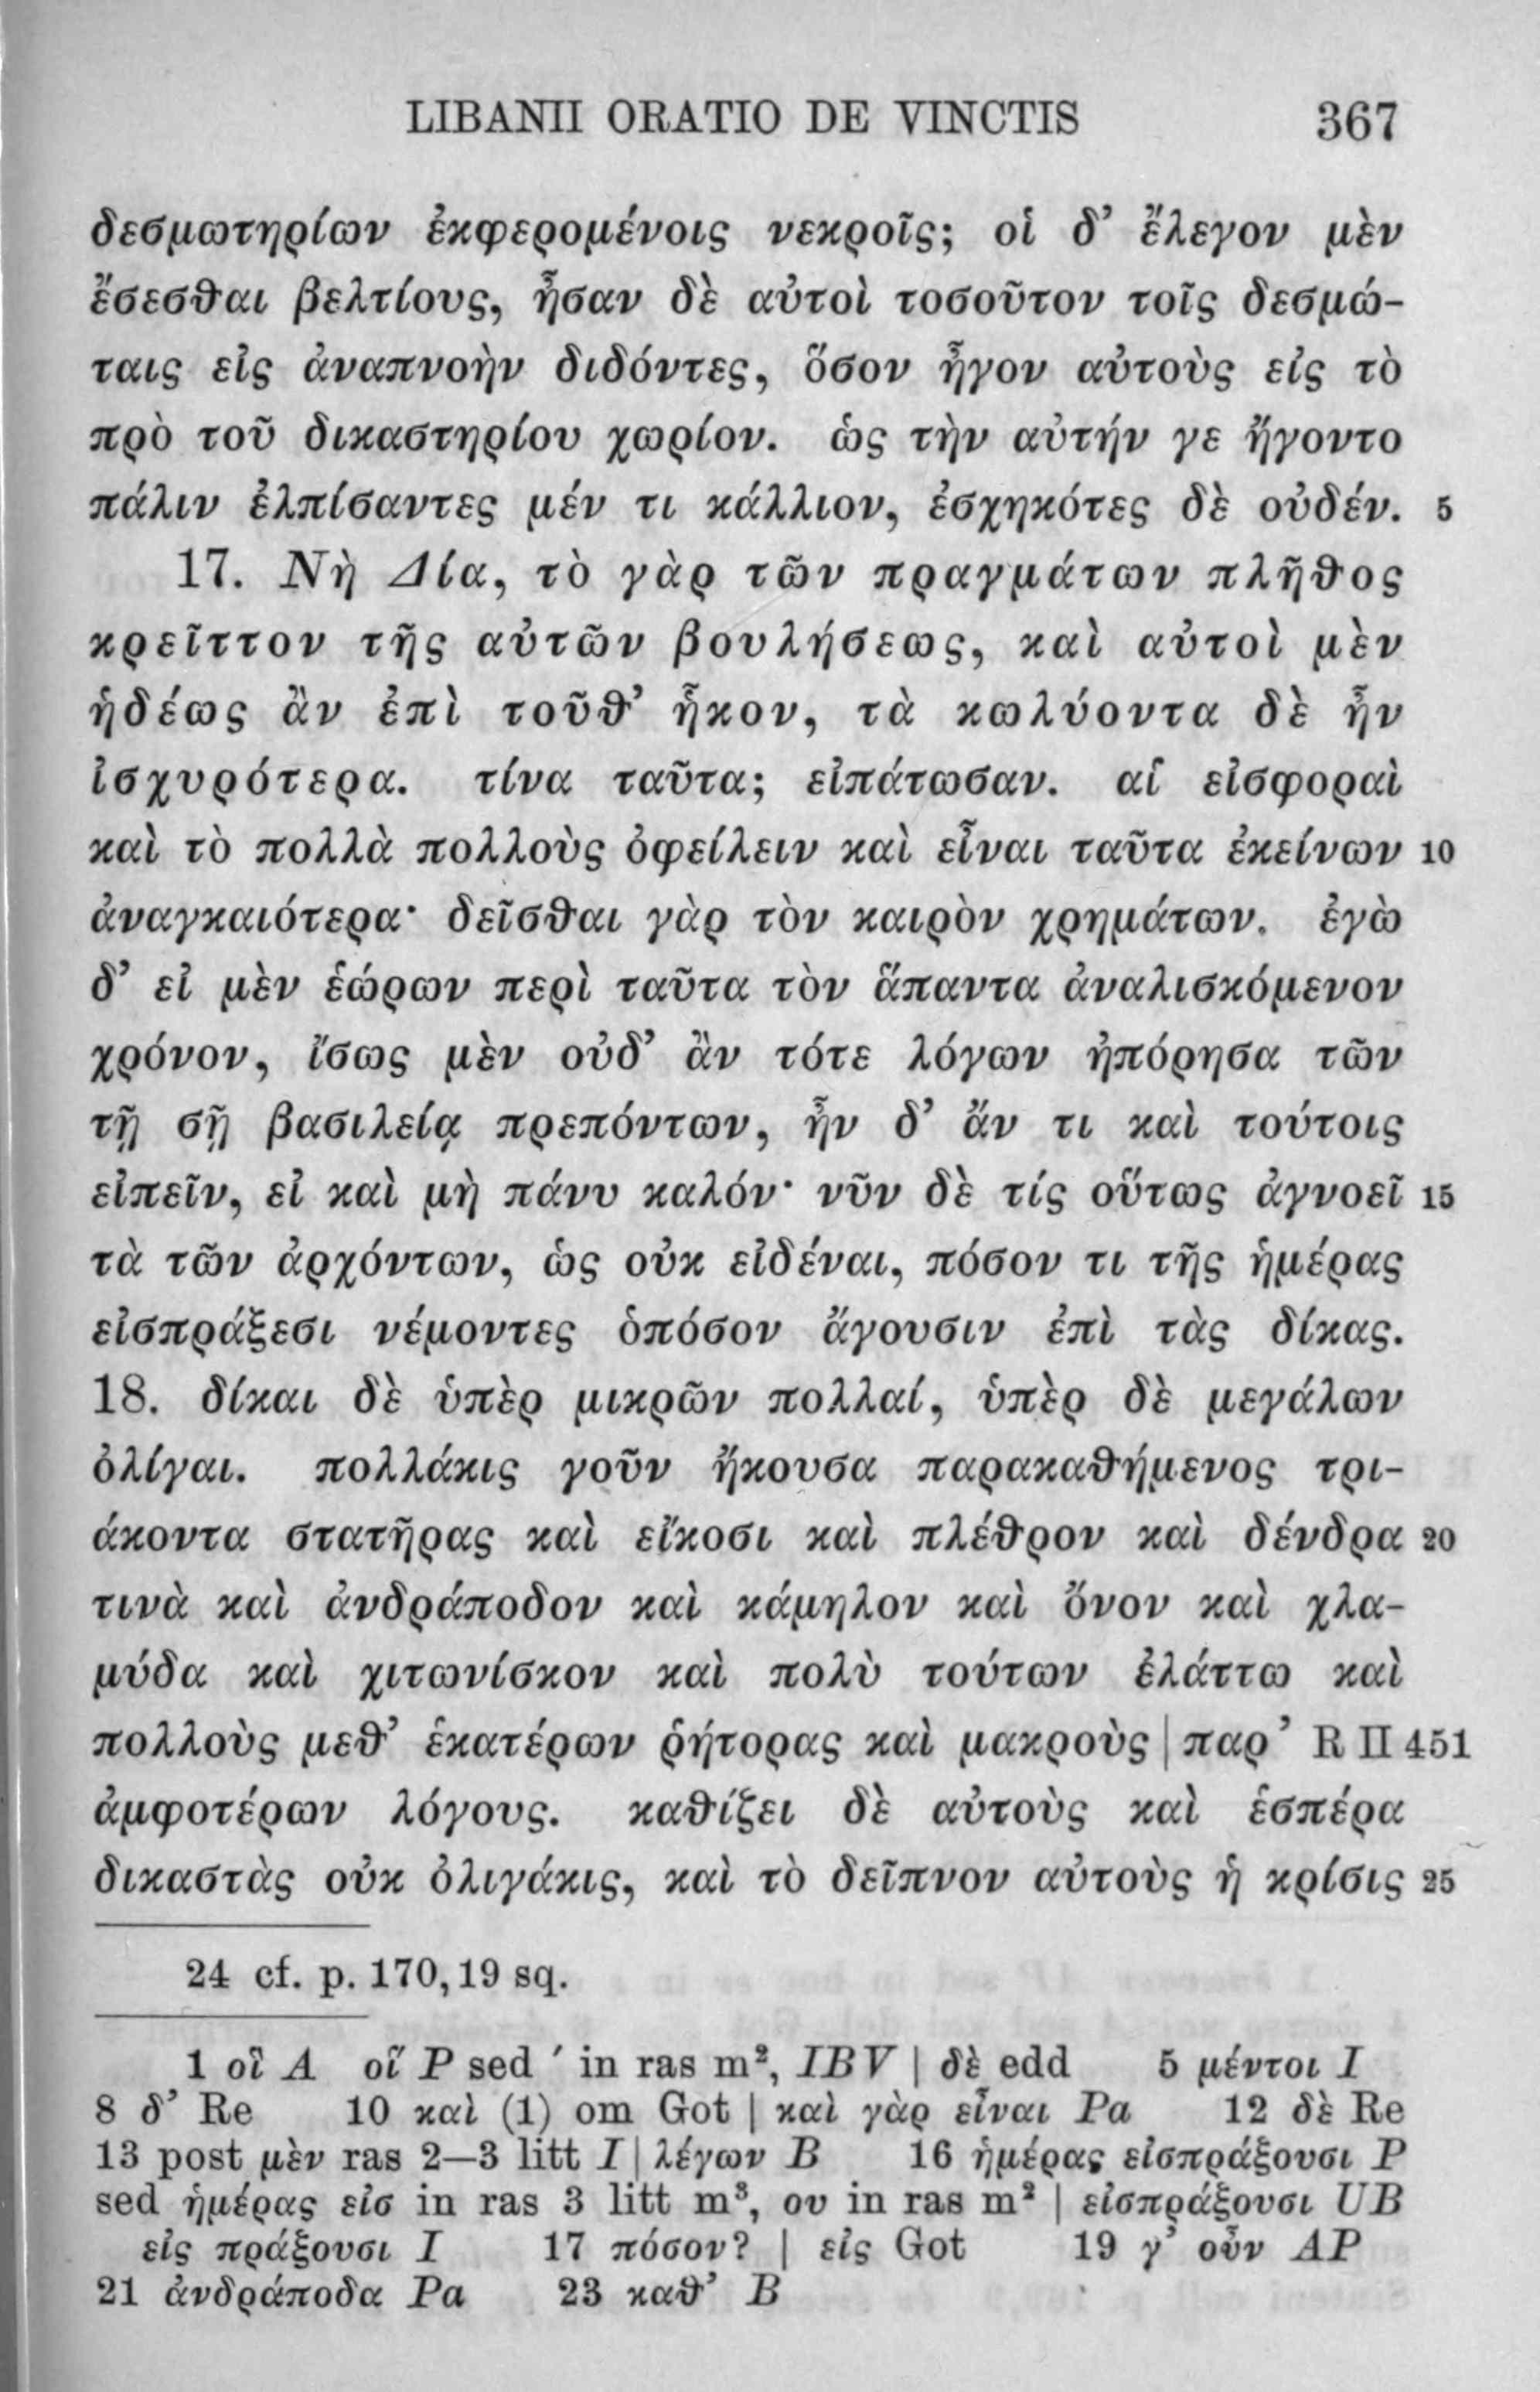 LIBANII ORATIO DE VINCTIS 367
δεσμωτηρίων ἐκφερομένοις νεκροῖς; οἱ δ’ ἔλεγον μὲν
ἔσεσθαι βελτίους, ἦσαν δὲ αὐτοὶ τοσοῦτον τοῖς δεσμώ-
ταις εἰς ἀναπνοὴν διδόντες, ὅσον ἦγον αὐτοὺς εἰς τὸ
πρὸ τοῦ δικαστηρίου χωρίον. ὡς τὴν αὐτήν γε ἤγοντο
πάλιν ἐλπίσαντες μέν τι κάλλιον, ἐσχηκότες δὲ οὐδέν. 5
17. Νὴ Δία, τὸ γὰρ τῶν πραγμάτων πλῆθος
κρεῖττον τῆς αὐτῶν βουλήσεως, καὶ αὐτοὶ μὲν
ἡδέως ἂν ἐπὶ τοῦθ’ ἧκον, τὰ κωλύοντα δὲ ἦν
ἰσχυρότερα. τίνα ταῦτα; εἰπάτωσαν. αἱ εἰσφοραὶ
καὶ τὸ πολλὰ πολλοὺς ὀφείλειν καὶ εἶναι ταῦτα ἐκείνων 10
ἀναγκαιότερα· δεῖσθαι γὰρ τὸν καιρὸν χρημάτων. ἐγὼ
δ’ εἰ μὲν ἑώρων περὶ ταῦτα τὸν ἅπαντα ἀναλισκόμενον
χρόνον, ἴσως μὲν οὐδ’ ἂν τότε λόγων ἠπόρησα τῶν
τῇ σῇ βασιλείᾳ πρεπόντων, ἦν δ’ ἄν τι καὶ τούτοις
εἰπεῖν, εἰ καὶ μὴ πάνυ καλόν· νῦν δὲ τίς οὕτως ἀγνοεῖ 15
τὰ τῶν ἀρχόντων, ὡς οὐκ εἰδέναι, πόσον τι τῆς ἡμέρας
εἰσπράξεσι νέμοντες ὁπόσον ἄγουσιν ἐπὶ τὰς δίκας.
18. δίκαι δὲ ὑπὲρ μικρῶν πολλαί, ὑπὲρ δὲ μεγάλων
ὀλίγαι. πολλάκις γοῦν ἤκουσα παρακαθήμενος τρι-
άκοντα στατῆρας καὶ εἴκοσι καὶ πλέθρον καὶ δένδρα 20
τινὰ καὶ ἀνδράποδον καὶ κάμηλον καὶ ὄνον καὶ χλα-
μύδα καὶ χιτωνίσκον καὶ πολὺ τούτων ἐλάττω καὶ
πολλοὺς μεθ’ ἑκατέρων ῥήτορας καὶ μακροὺς | παρ’ R II 451
ἀμφοτέρων λόγους. καθίζει δὲ αὐτοὺς καὶ ἑσπέρα
δικαστὰς οὐκ ὀλιγάκις, καὶ τὸ δεῖπνον αὐτοὺς ἡ κρίσις 25
24 cf. p. 170,19 sq.
1 οἳ A οἵ P sed ′ in ras m², IBV | δὲ edd 5 μέντοι I
8 δ’ Re 10 καὶ (1) om Got | καὶ γὰρ εἶναι Pa 12 δὲ Re
13 post μὲν ras 2—3 litt I | λέγων B 16 ἡμέρας εἰσπράξουσι P
sed ἡμέρας εἰσ in ras 3 litt m³, ου in ras m² | εἰσπράξουσι UB
εἰς πράξουσι I 17 πόσον? | εἰς Got 19 γ’ οὖν AP
21 ἀνδράποδα Pa 23 καθ’ B